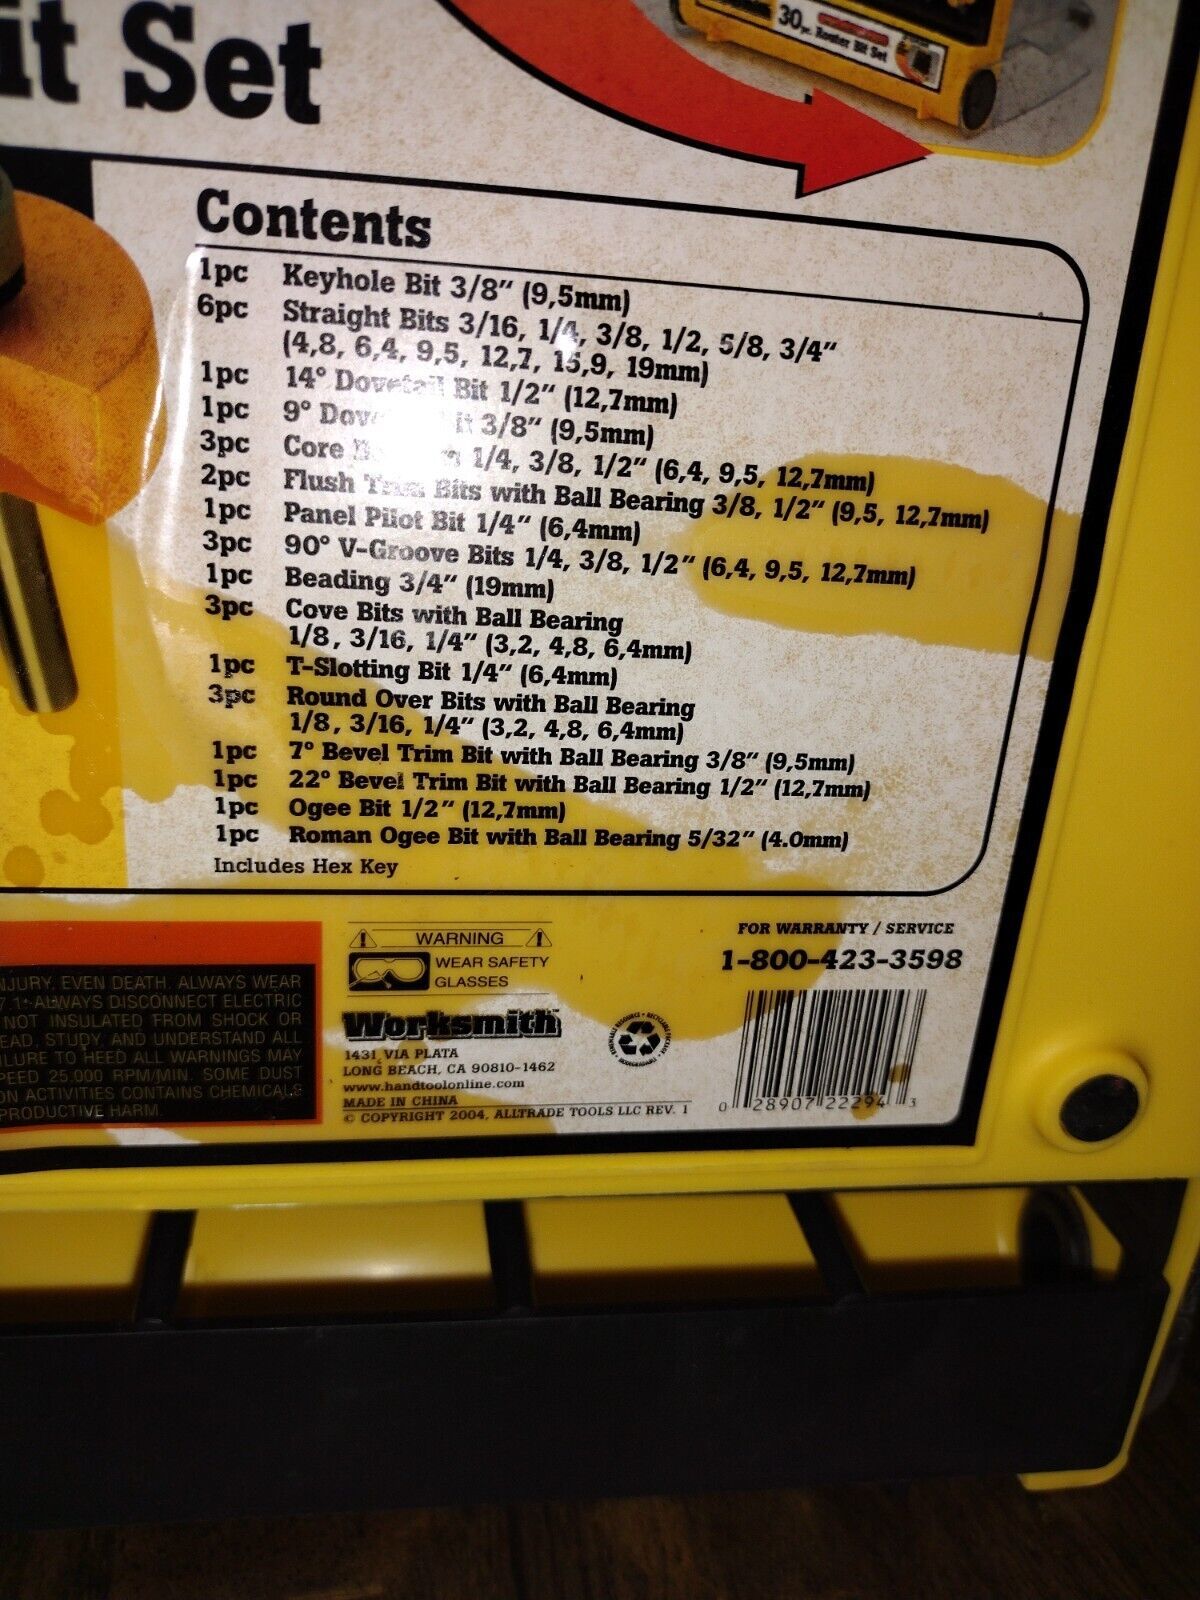 it Set
30 pc. Router Bit Set
Contents
1pc Keyhole Bit 3/8" (9,5mm)
6pc Straight Bits 3/16, 1/4, 3/8, 1/2, 5/8, 3/4"
(4,8, 6,4, 9,5, 12,7, 15,9, 19mm)
1pc 14° Dovetail Bit 1/2" (12,7mm)
1pc 9° Dov it 3/8" (9,5mm)
3pc Core 1/4, 3/8, 1/2" (6,4, 9,5, 12,7mm)
2pc Flush Trim Bits with Ball Bearing 3/8, 1/2" (9,5, 12,7mm)
1pc Panel Pilot Bit 1/4" (6,4mm)
3pc 90° V-Groove Bits 1/4, 3/8, 1/2" (6,4, 9,5, 12,7mm)
1pc Beading 3/4" (19mm)
3pc Cove Bits with Ball Bearing
1/8, 3/16, 1/4" (3,2, 4,8, 6,4mm)
1pc T-Slotting Bit 1/4" (6,4mm)
3pc Round Over Bits with Ball Bearing
1/8, 3/16, 1/4" (3,2, 4,8, 6,4mm)
1pc 7° Bevel Trim Bit with Ball Bearing 3/8" (9,5mm)
1pc 22° Bevel Trim Bit with Ball Bearing 1/2" (12,7mm)
1pc Ogee Bit 1/2" (12,7mm)
1pc Roman Ogee Bit with Ball Bearing 5/32" (4.0mm)
Includes Hex Key
NJURY, EVEN DEATH. ALWAYS WEAR
7.1. ALWAYS DISCONNECT ELECTRIC
NOT INSULATED FROM SHOCK OR
EAD, STUDY, AND UNDERSTAND ALL
ILURE TO HEED ALL WARNINGS MAY
PEED 25,000 RPM/MIN. SOME DUST
ON ACTIVITIES CONTAINS CHEMICALS
PRODUCTIVE HARM.
WARNING
WEAR SAFETY
GLASSES
Worksmith
1431 VIA PLATA
LONG BEACH, CA 90810-1462
www.handtoolonline.com
MADE IN CHINA
© COPYRIGHT 2004, ALLTRADE TOOLS LLC REV. 1
FOR WARRANTY / SERVICE
1-800-423-3598
0 28907 22294 3